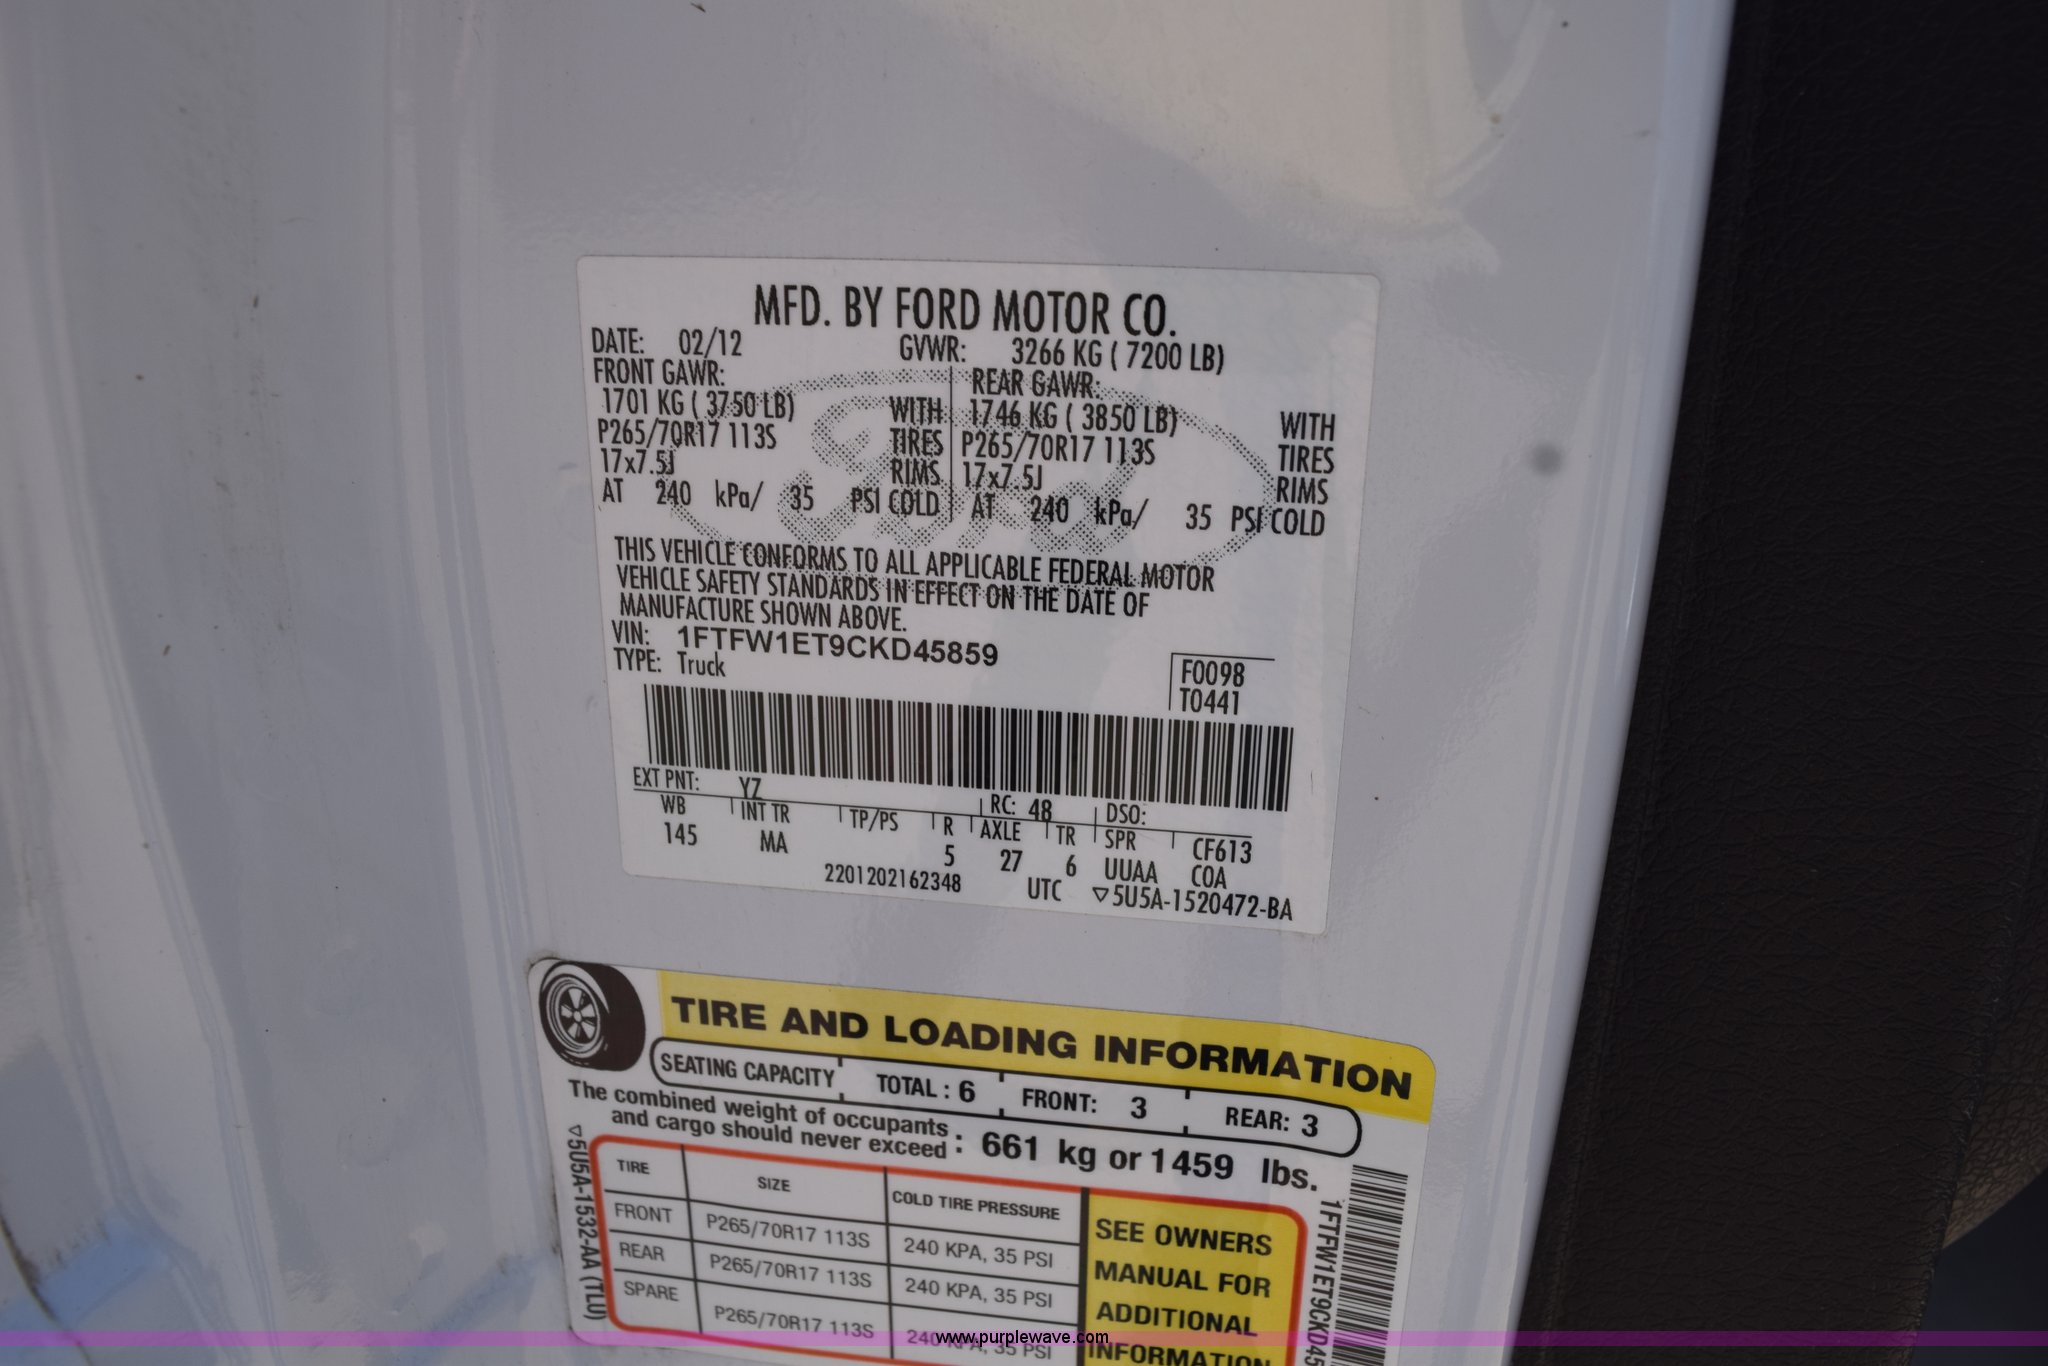 MFD. BY FORD MOTOR CO.
DATE: 02/12 GVWR: 3266 KG ( 7200 LB)
FRONT GAWR: REAR GAWR:
1701 KG ( 3750 LB) WITH 1746 KG ( 3850 LB) WITH
P265/70R17 113S TIRES P265/70R17 113S TIRES
17x7.5J RIMS 17x7.5J RIMS
AT 240 kPa/ 35 PSI COLD AT 240 kPa/ 35 PSI COLD
Ford
THIS VEHICLE CONFORMS TO ALL APPLICABLE FEDERAL MOTOR
VEHICLE SAFETY STANDARDS IN EFFECT ON THE DATE OF
MANUFACTURE SHOWN ABOVE.
VIN: 1FTFW1ET9CKD45859
TYPE: Truck F0098
T0441
EXT PNT: YZ RC: 48 DSO:
WB INT TR TP/PS R AXLE TR SPR CF613
145 MA 5 27 6 UUAA COA
2201202162348 UTC ▽5U5A-1520472-BA
TIRE AND LOADING INFORMATION
SEATING CAPACITY TOTAL : 6 FRONT: 3 REAR: 3
The combined weight of occupants
and cargo should never exceed : 661 kg or 1459 lbs.
TIRE SIZE COLD TIRE PRESSURE
FRONT P265/70R17 113S 240 KPA, 35 PSI
REAR P265/70R17 113S 240 KPA, 35 PSI
SPARE P265/70R17 113S 240 KPA, 35 PSI
SEE OWNERS
MANUAL FOR
ADDITIONAL
INFORMATION
▽5U5A-1532-AA (TLU)
1FTFW1ET9CKD45
www.purplewave.com